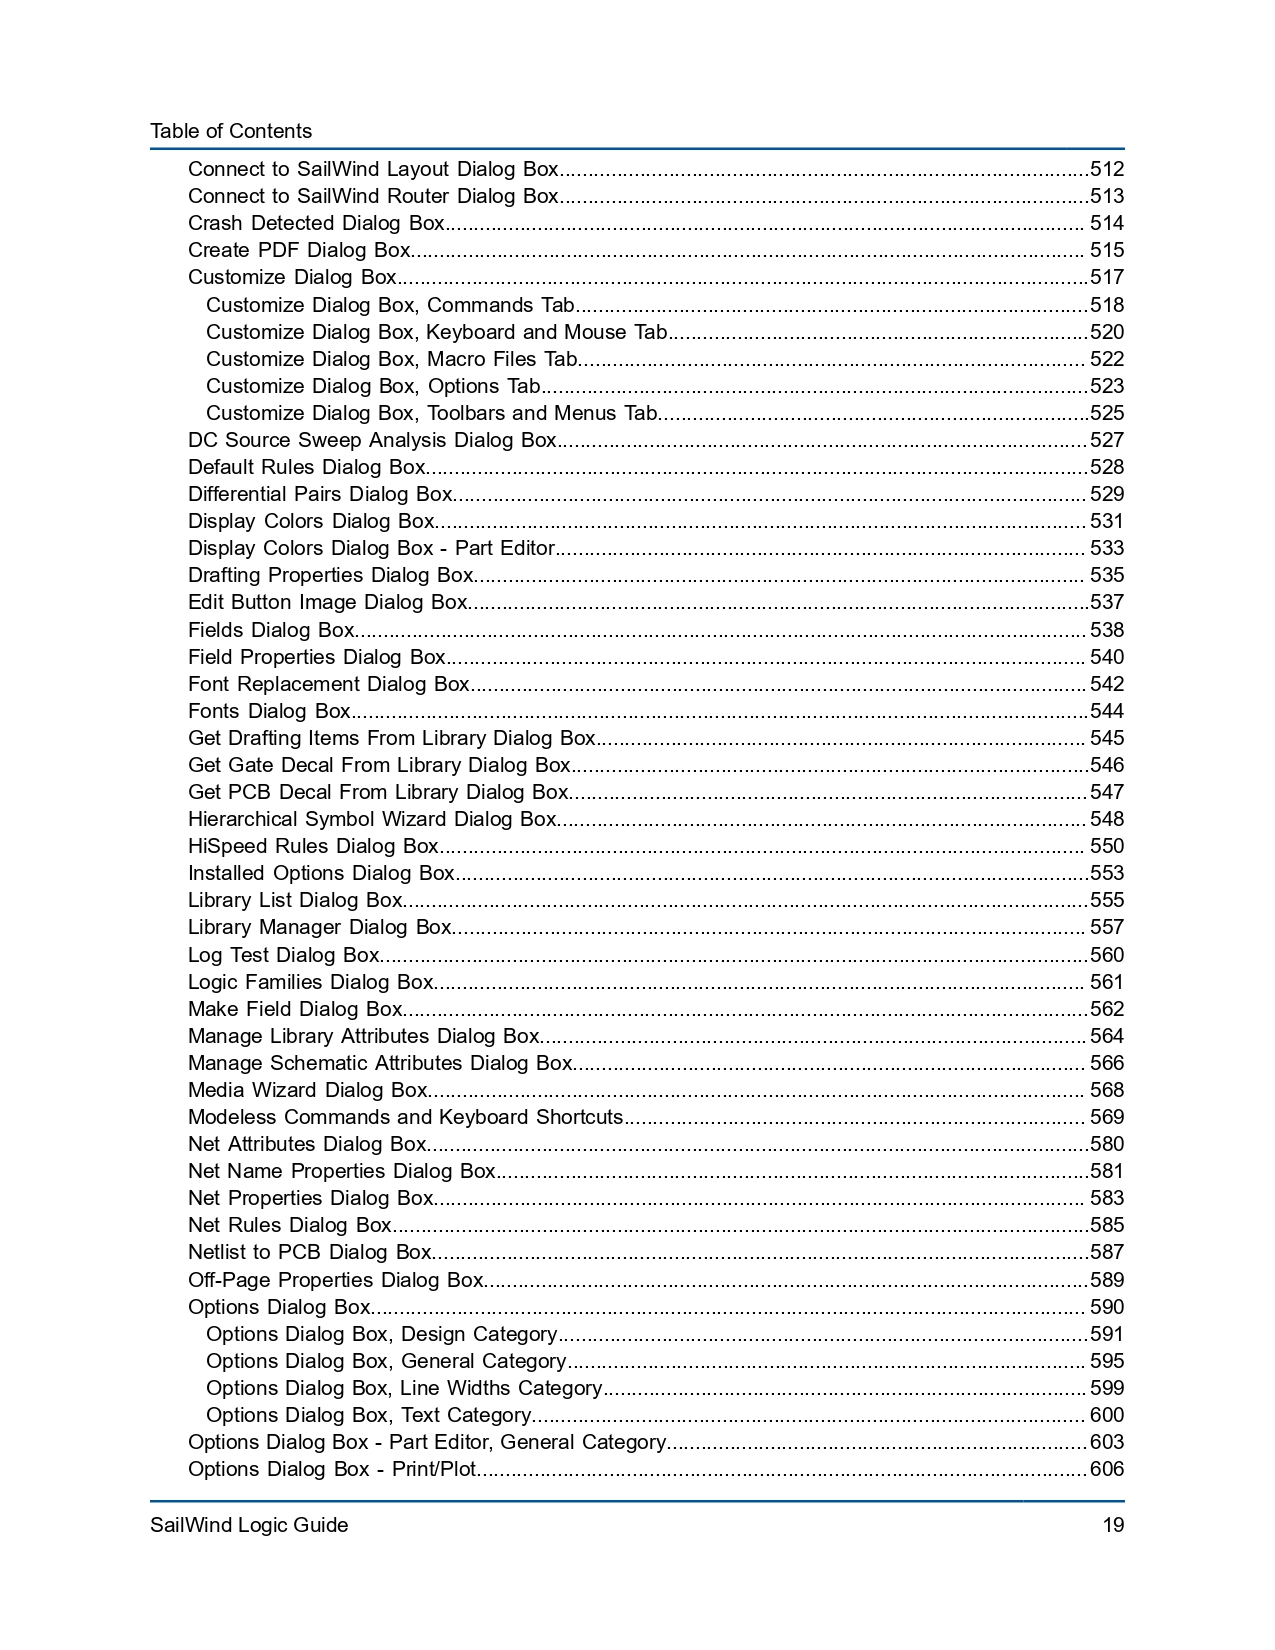 Table of Contents
Connect to SailWind Layout Dialog Box........................................................................................512
Connect to SailWind Router Dialog Box........................................................................................513
Crash Detected Dialog Box........................................................................................ 514
Create PDF Dialog Box........................................................................................ 515
Customize Dialog Box........................................................................................517
Customize Dialog Box, Commands Tab........................................................................................518
Customize Dialog Box, Keyboard and Mouse Tab........................................................................................520
Customize Dialog Box, Macro Files Tab........................................................................................ 522
Customize Dialog Box, Options Tab........................................................................................523
Customize Dialog Box, Toolbars and Menus Tab........................................................................................525
DC Source Sweep Analysis Dialog Box........................................................................................527
Default Rules Dialog Box........................................................................................528
Differential Pairs Dialog Box........................................................................................ 529
Display Colors Dialog Box........................................................................................ 531
Display Colors Dialog Box - Part Editor........................................................................................ 533
Drafting Properties Dialog Box........................................................................................ 535
Edit Button Image Dialog Box........................................................................................537
Fields Dialog Box........................................................................................ 538
Field Properties Dialog Box........................................................................................ 540
Font Replacement Dialog Box........................................................................................ 542
Fonts Dialog Box........................................................................................544
Get Drafting Items From Library Dialog Box........................................................................................ 545
Get Gate Decal From Library Dialog Box........................................................................................546
Get PCB Decal From Library Dialog Box........................................................................................547
Hierarchical Symbol Wizard Dialog Box........................................................................................ 548
HiSpeed Rules Dialog Box........................................................................................ 550
Installed Options Dialog Box........................................................................................553
Library List Dialog Box........................................................................................555
Library Manager Dialog Box........................................................................................ 557
Log Test Dialog Box........................................................................................560
Logic Families Dialog Box........................................................................................ 561
Make Field Dialog Box........................................................................................562
Manage Library Attributes Dialog Box........................................................................................ 564
Manage Schematic Attributes Dialog Box........................................................................................ 566
Media Wizard Dialog Box........................................................................................ 568
Modeless Commands and Keyboard Shortcuts........................................................................................ 569
Net Attributes Dialog Box........................................................................................580
Net Name Properties Dialog Box........................................................................................581
Net Properties Dialog Box........................................................................................ 583
Net Rules Dialog Box........................................................................................585
Netlist to PCB Dialog Box........................................................................................587
Off-Page Properties Dialog Box........................................................................................589
Options Dialog Box........................................................................................ 590
Options Dialog Box, Design Category........................................................................................591
Options Dialog Box, General Category........................................................................................ 595
Options Dialog Box, Line Widths Category........................................................................................ 599
Options Dialog Box, Text Category........................................................................................ 600
Options Dialog Box - Part Editor, General Category........................................................................................603
Options Dialog Box - Print/Plot........................................................................................606
SailWind Logic Guide 19